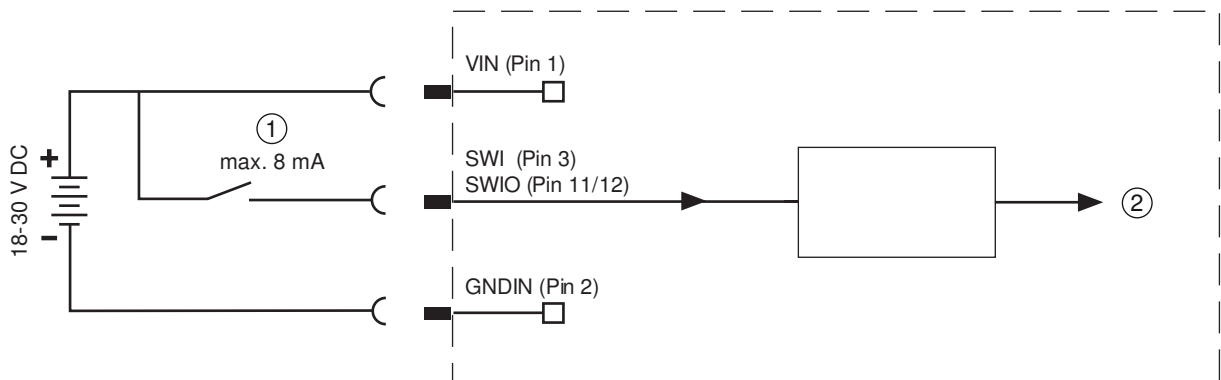 VIN (Pin 1)
①
max. 8 mA
SWI (Pin 3)
SWIO (Pin 11/12)
+
18-30 V DC
-
②
GNDIN (Pin 2)